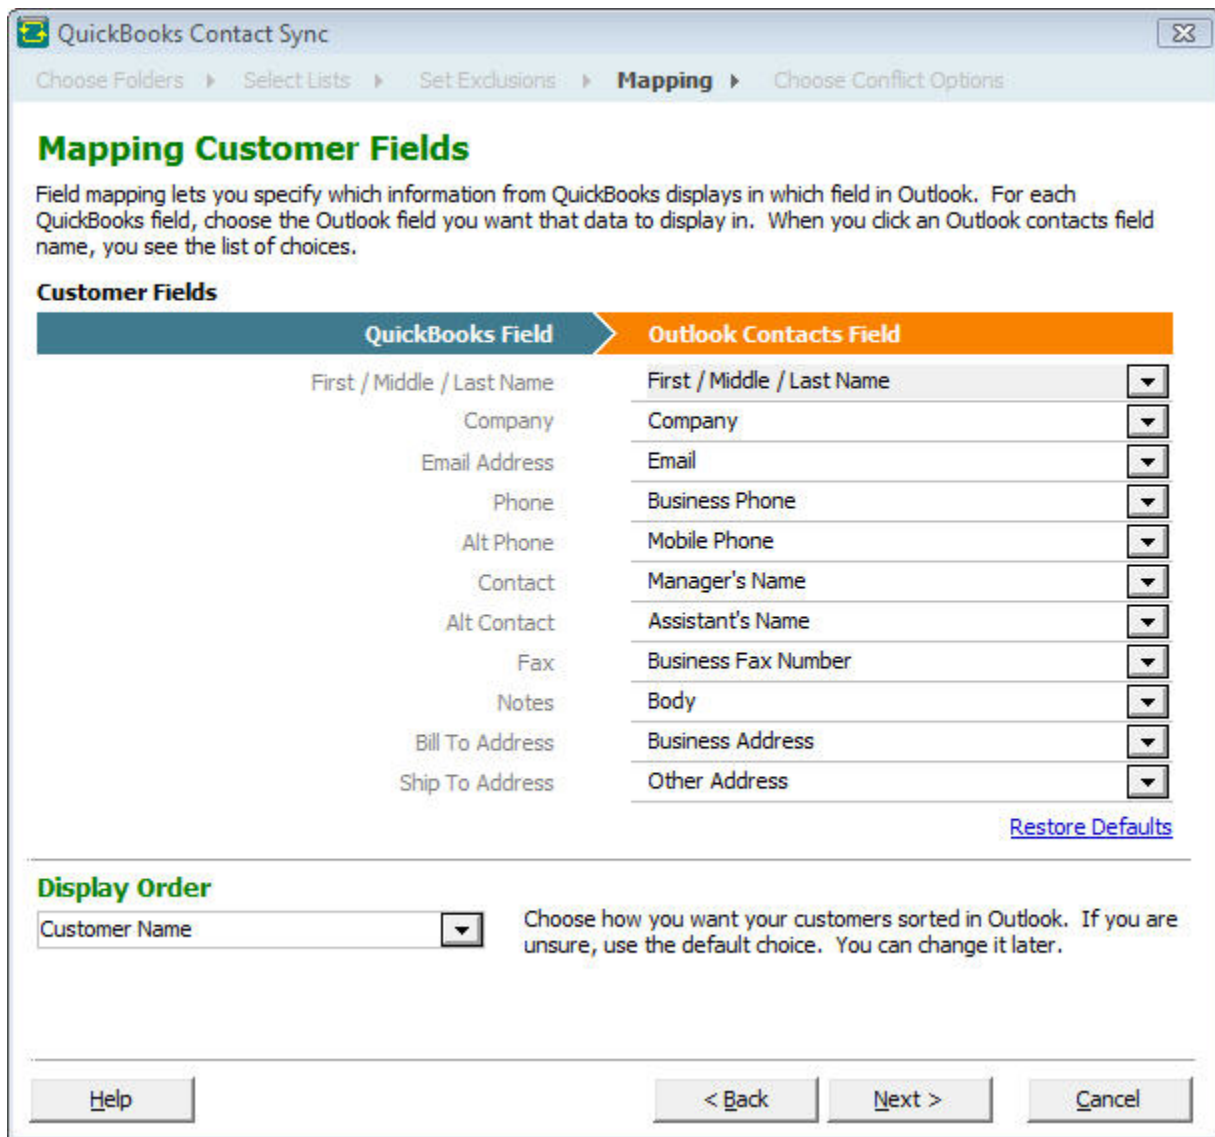 QuickBooks Contact Sync
Choose Folders Select Lists Set Exclusions Mapping Choose Conflict Options
Mapping Customer Fields
Field mapping lets you specify which information from QuickBooks displays in which field in Outlook. For each
QuickBooks field, choose the Outlook field you want that data to display in. When you click an Outlook contacts field
name, you see the list of choices.
Customer Fields
QuickBooks Field Outlook Contacts Field
First / Middle / Last Name First / Middle / Last Name
Company Company
Email Address Email
Phone Business Phone
Alt Phone Mobile Phone
Contact Manager's Name
Alt Contact Assistant's Name
Fax Business Fax Number
Notes Body
Bill To Address Business Address
Ship To Address Other Address
Restore Defaults
Display Order
Customer Name
Choose how you want your customers sorted in Outlook. If you are
unsure, use the default choice. You can change it later.
Help < Back Next > Cancel